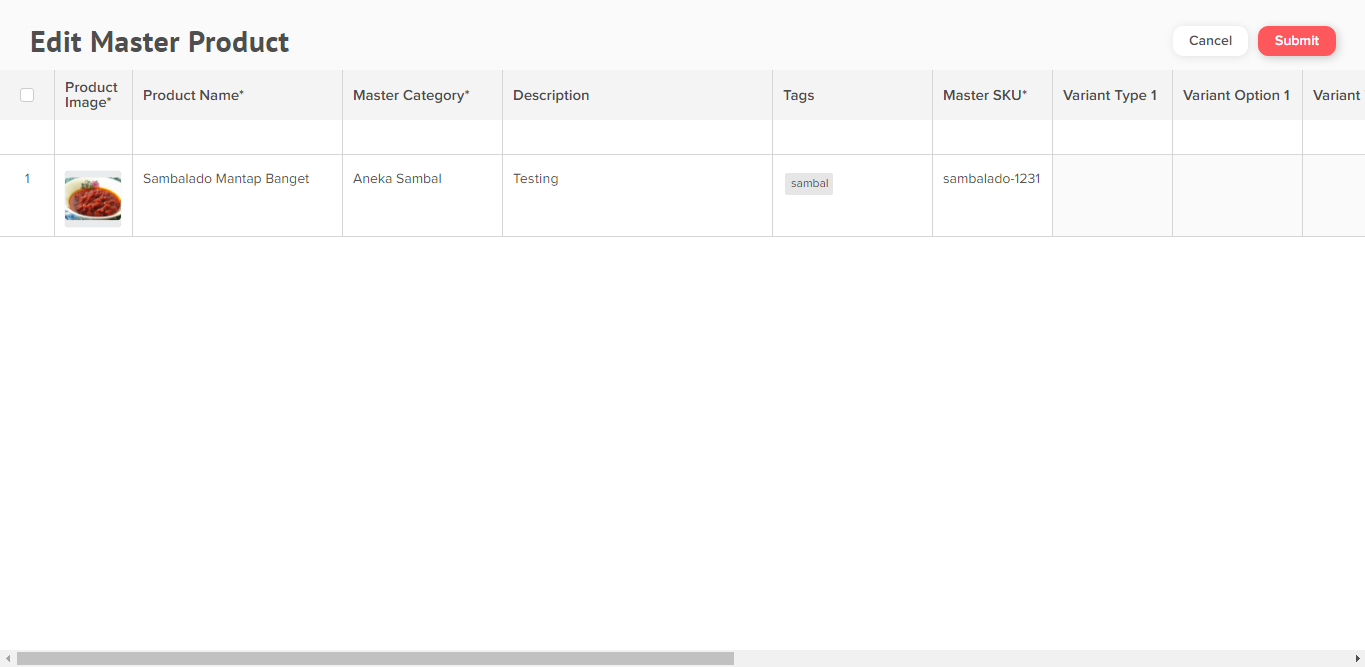 Edit Master Product
Cancel
Submit
Product
Image*
Product Name*
Master Category*
Description
Tags
Master SKU*
Variant Type 1
Variant Option 1
Variant
1
Sambalado Mantap Banget
Aneka Sambal
Testing
sambal
sambalado-1231